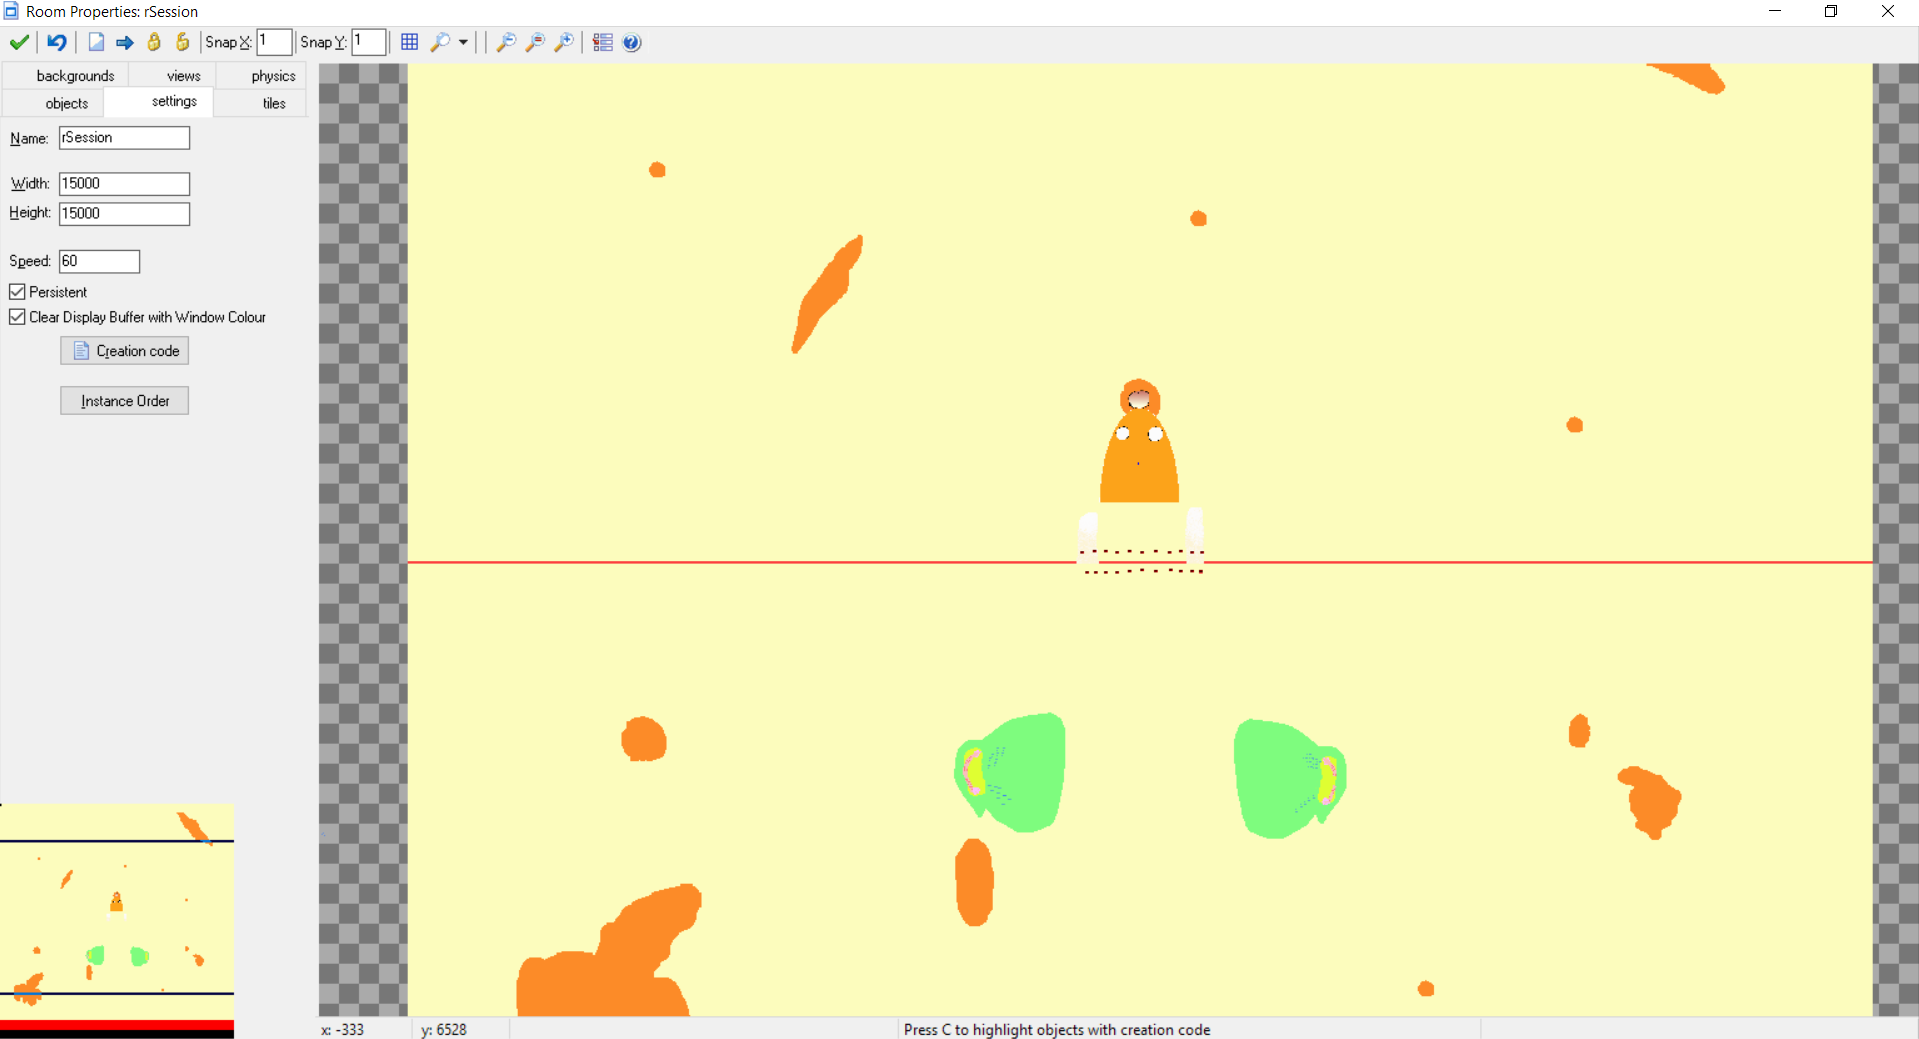 Room Properties: rSession
Snap X: 1 Snap Y: 1
backgrounds views physics
objects settings tiles
Name: rSession
Width: 15000
Height: 15000
Speed: 60
Persistent
Clear Display Buffer with Window Colour
Creation code
Instance Order
x: -333 y: 6528 Press C to highlight objects with creation code